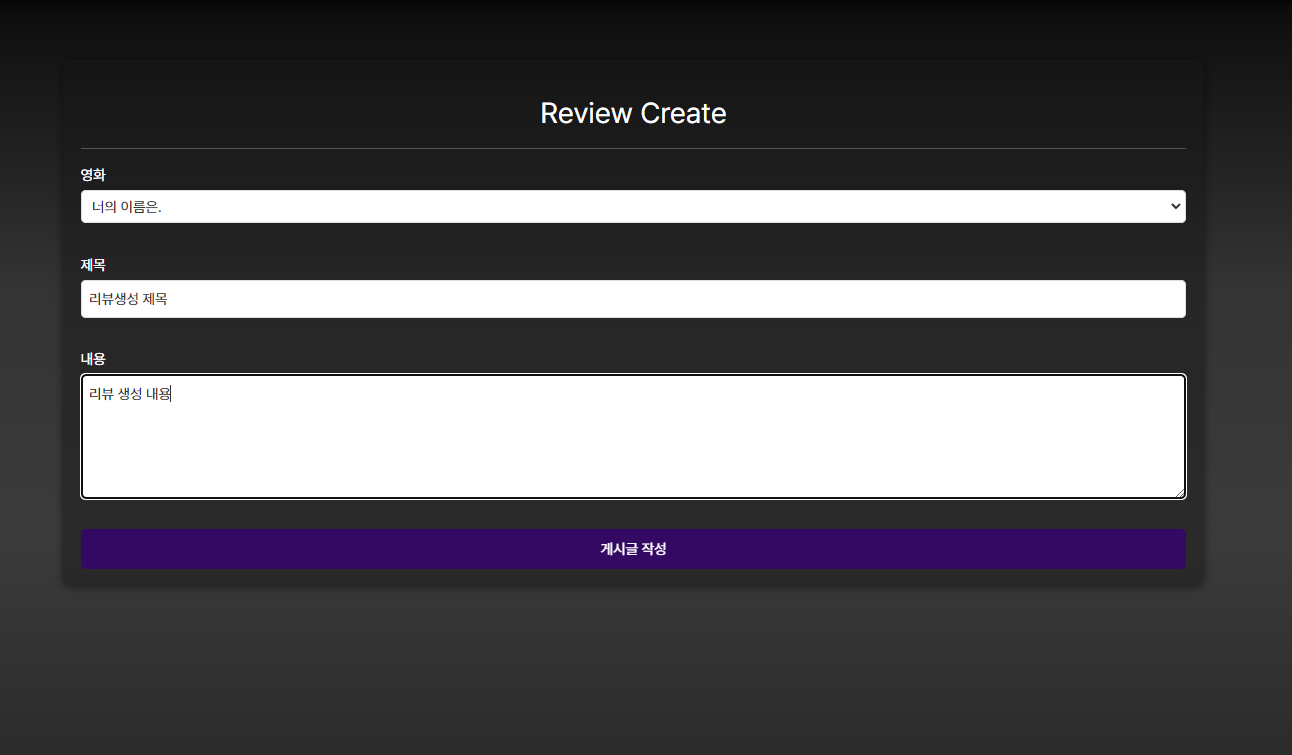 Review Create
영화
너의 이름은.
제목
리뷰생성 제목
내용
리뷰 생성 내용
게시글 작성